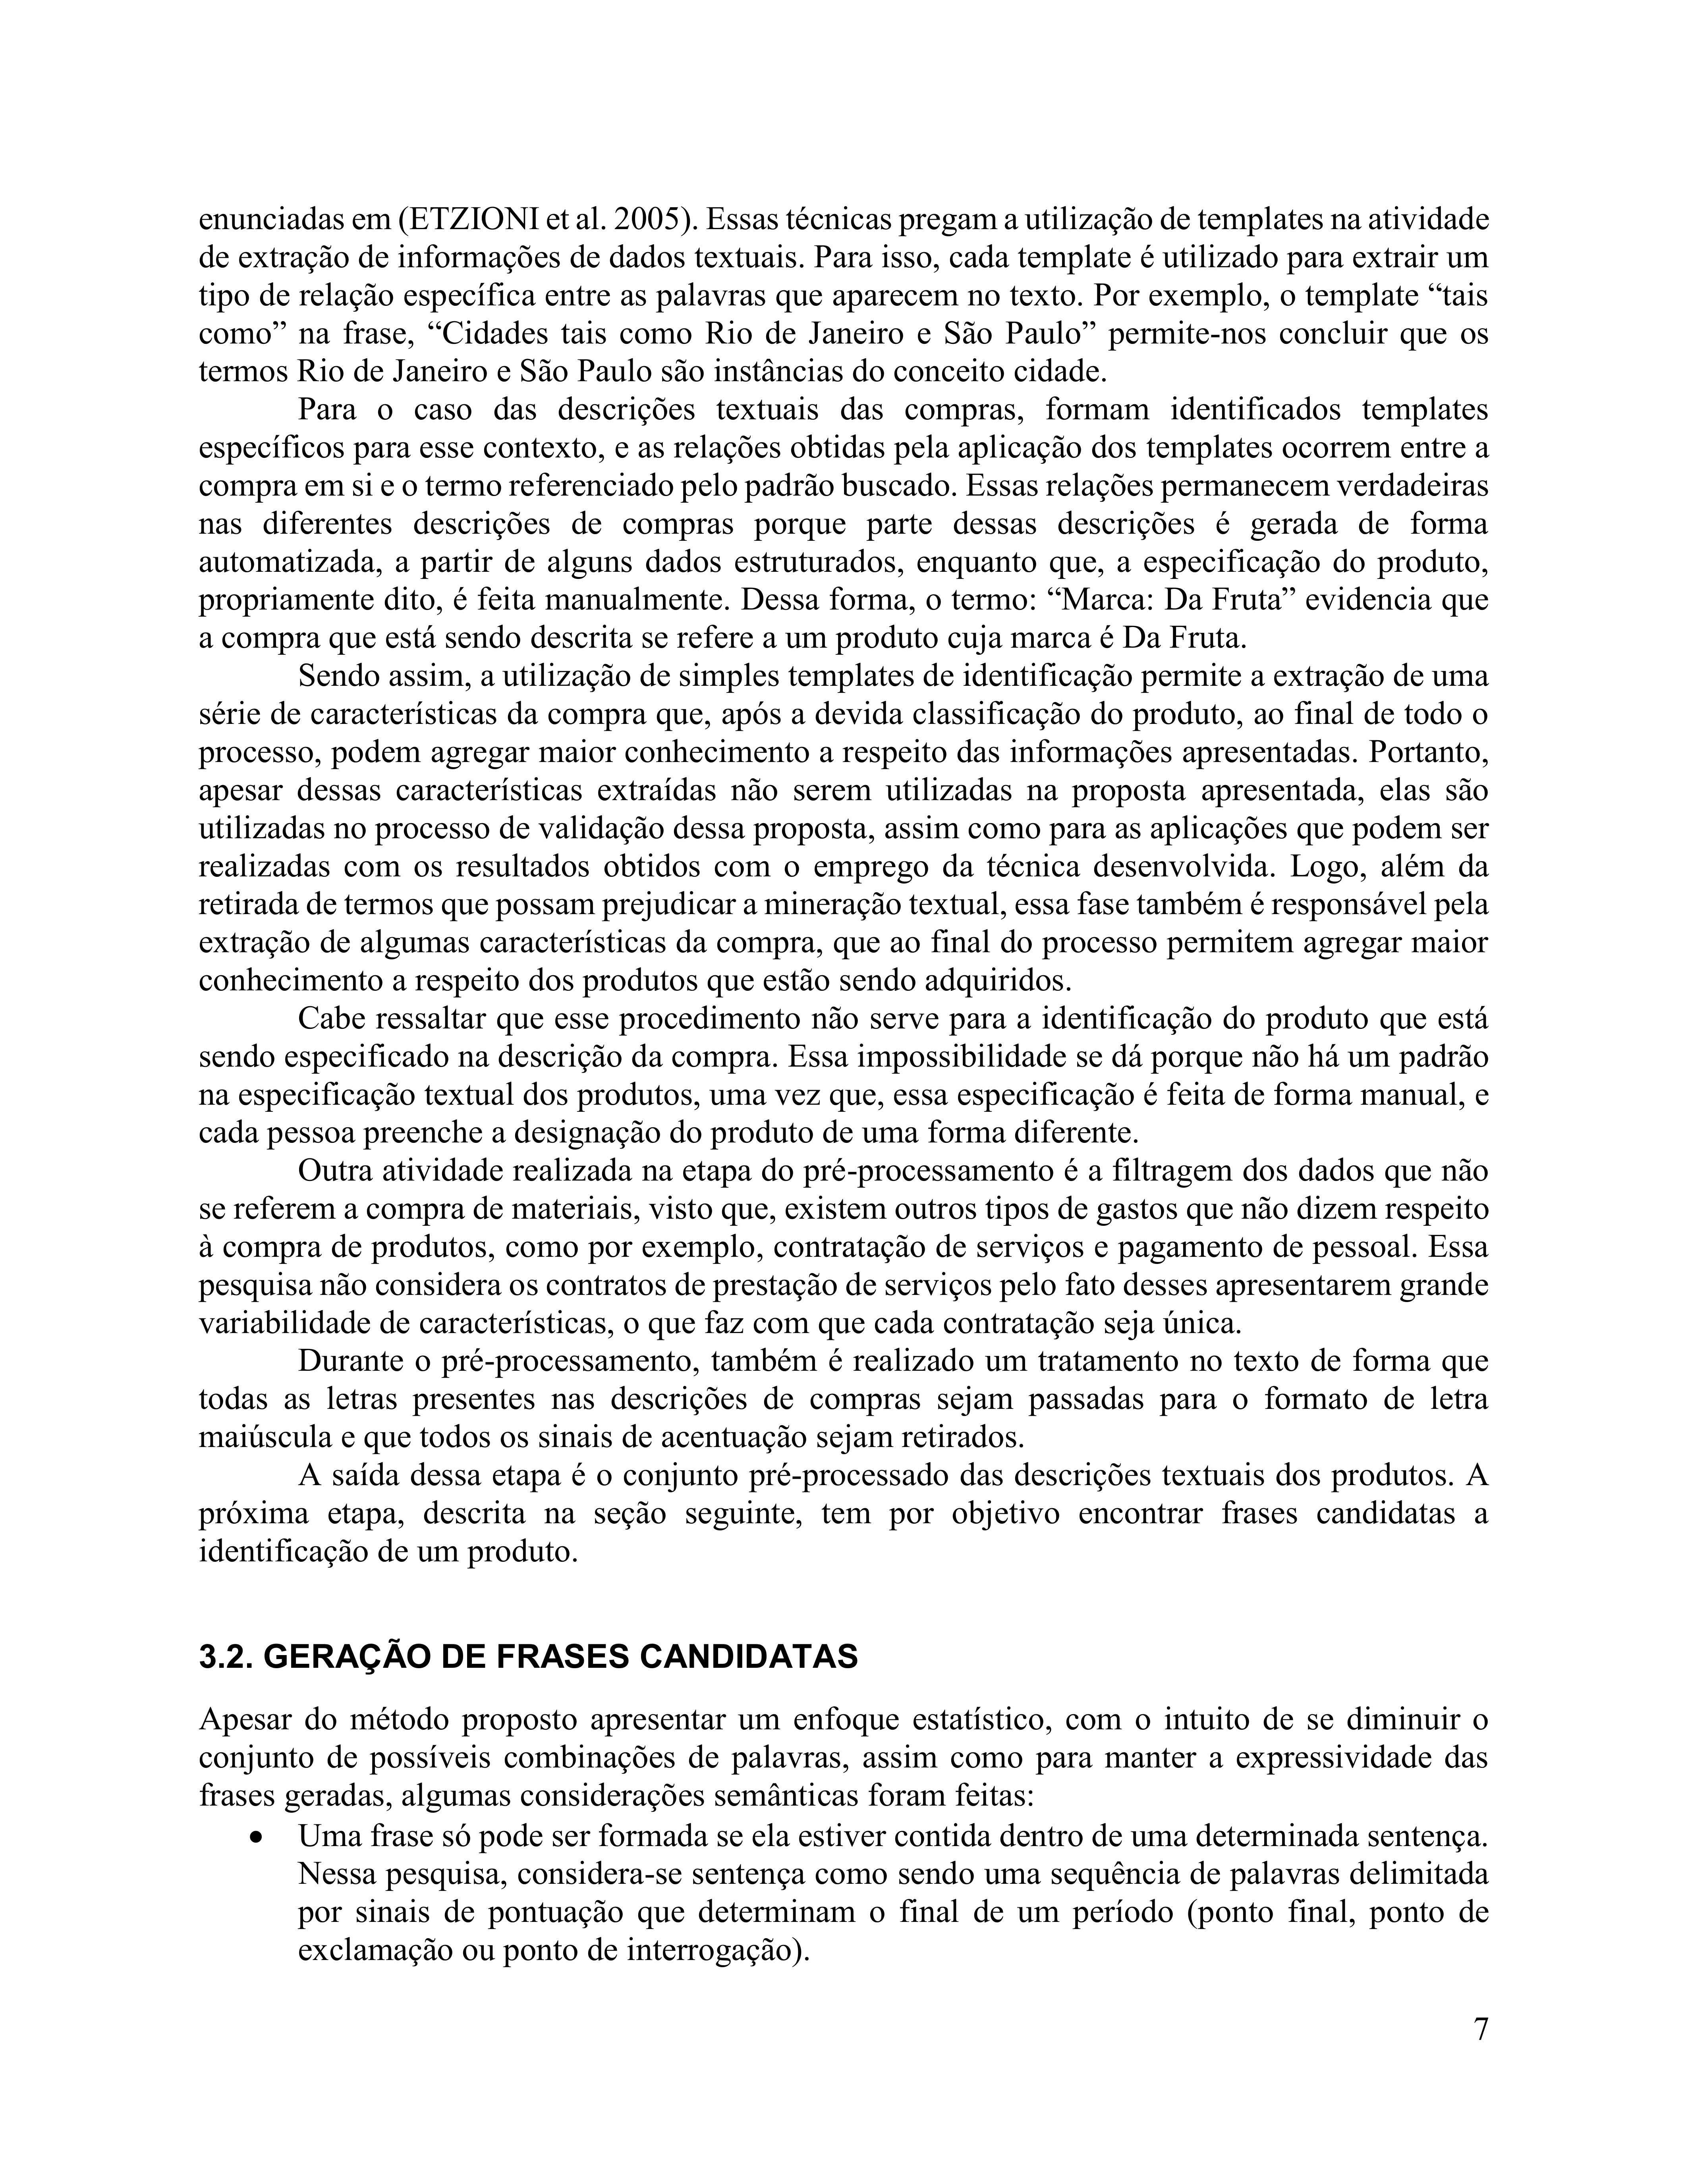 enunciadas em (ETZIONI et al. 2005). Essas técnicas pregam a utilização de templates na atividade
de extração de informações de dados textuais. Para isso, cada template é utilizado para extrair um
tipo de relação específica entre as palavras que aparecem no texto. Por exemplo, o template “tais
como” na frase, “Cidades tais como Rio de Janeiro e São Paulo” permite-nos concluir que os
termos Rio de Janeiro e São Paulo são instâncias do conceito cidade.
Para o caso das descrições textuais das compras, formam identificados templates
específicos para esse contexto, e as relações obtidas pela aplicação dos templates ocorrem entre a
compra em si e o termo referenciado pelo padrão buscado. Essas relações permanecem verdadeiras
nas diferentes descrições de compras porque parte dessas descrições é gerada de forma
automatizada, a partir de alguns dados estruturados, enquanto que, a especificação do produto,
propriamente dito, é feita manualmente. Dessa forma, o termo: “Marca: Da Fruta” evidencia que
a compra que está sendo descrita se refere a um produto cuja marca é Da Fruta.
Sendo assim, a utilização de simples templates de identificação permite a extração de uma
série de características da compra que, após a devida classificação do produto, ao final de todo o
processo, podem agregar maior conhecimento a respeito das informações apresentadas. Portanto,
apesar dessas características extraídas não serem utilizadas na proposta apresentada, elas são
utilizadas no processo de validação dessa proposta, assim como para as aplicações que podem ser
realizadas com os resultados obtidos com o emprego da técnica desenvolvida. Logo, além da
retirada de termos que possam prejudicar a mineração textual, essa fase também é responsável pela
extração de algumas características da compra, que ao final do processo permitem agregar maior
conhecimento a respeito dos produtos que estão sendo adquiridos.
Cabe ressaltar que esse procedimento não serve para a identificação do produto que está
sendo especificado na descrição da compra. Essa impossibilidade se dá porque não há um padrão
na especificação textual dos produtos, uma vez que, essa especificação é feita de forma manual, e
cada pessoa preenche a designação do produto de uma forma diferente.
Outra atividade realizada na etapa do pré-processamento é a filtragem dos dados que não
se referem a compra de materiais, visto que, existem outros tipos de gastos que não dizem respeito
à compra de produtos, como por exemplo, contratação de serviços e pagamento de pessoal. Essa
pesquisa não considera os contratos de prestação de serviços pelo fato desses apresentarem grande
variabilidade de características, o que faz com que cada contratação seja única.
Durante o pré-processamento, também é realizado um tratamento no texto de forma que
todas as letras presentes nas descrições de compras sejam passadas para o formato de letra
maiúscula e que todos os sinais de acentuação sejam retirados.
A saída dessa etapa é o conjunto pré-processado das descrições textuais dos produtos. A
próxima etapa, descrita na seção seguinte, tem por objetivo encontrar frases candidatas a
identificação de um produto.
3.2. GERAÇÃO DE FRASES CANDIDATAS
Apesar do método proposto apresentar um enfoque estatístico, com o intuito de se diminuir o
conjunto de possíveis combinações de palavras, assim como para manter a expressividade das
frases geradas, algumas considerações semânticas foram feitas:
• Uma frase só pode ser formada se ela estiver contida dentro de uma determinada sentença.
Nessa pesquisa, considera-se sentença como sendo uma sequência de palavras delimitada
por sinais de pontuação que determinam o final de um período (ponto final, ponto de
exclamação ou ponto de interrogação).
7